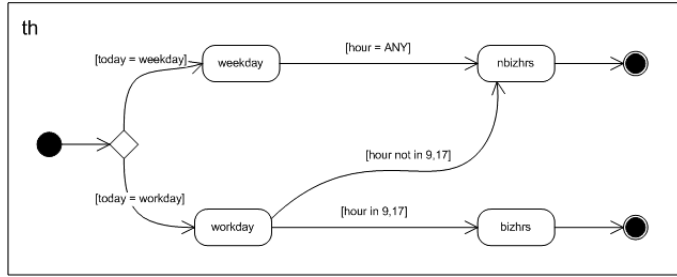 th
[today = weekday]
weekday
[hour = ANY]
nbizhrs
[hour not in 9,17]
[today = workday]
workday
[hour in 9,17]
bizhrs